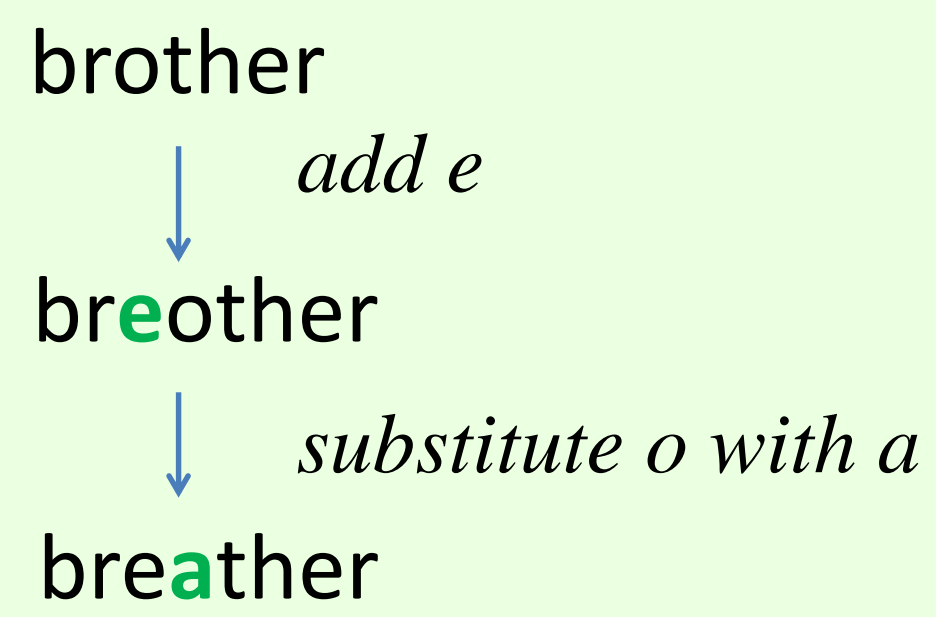 brother
add e
breother
substitute o with a
breather